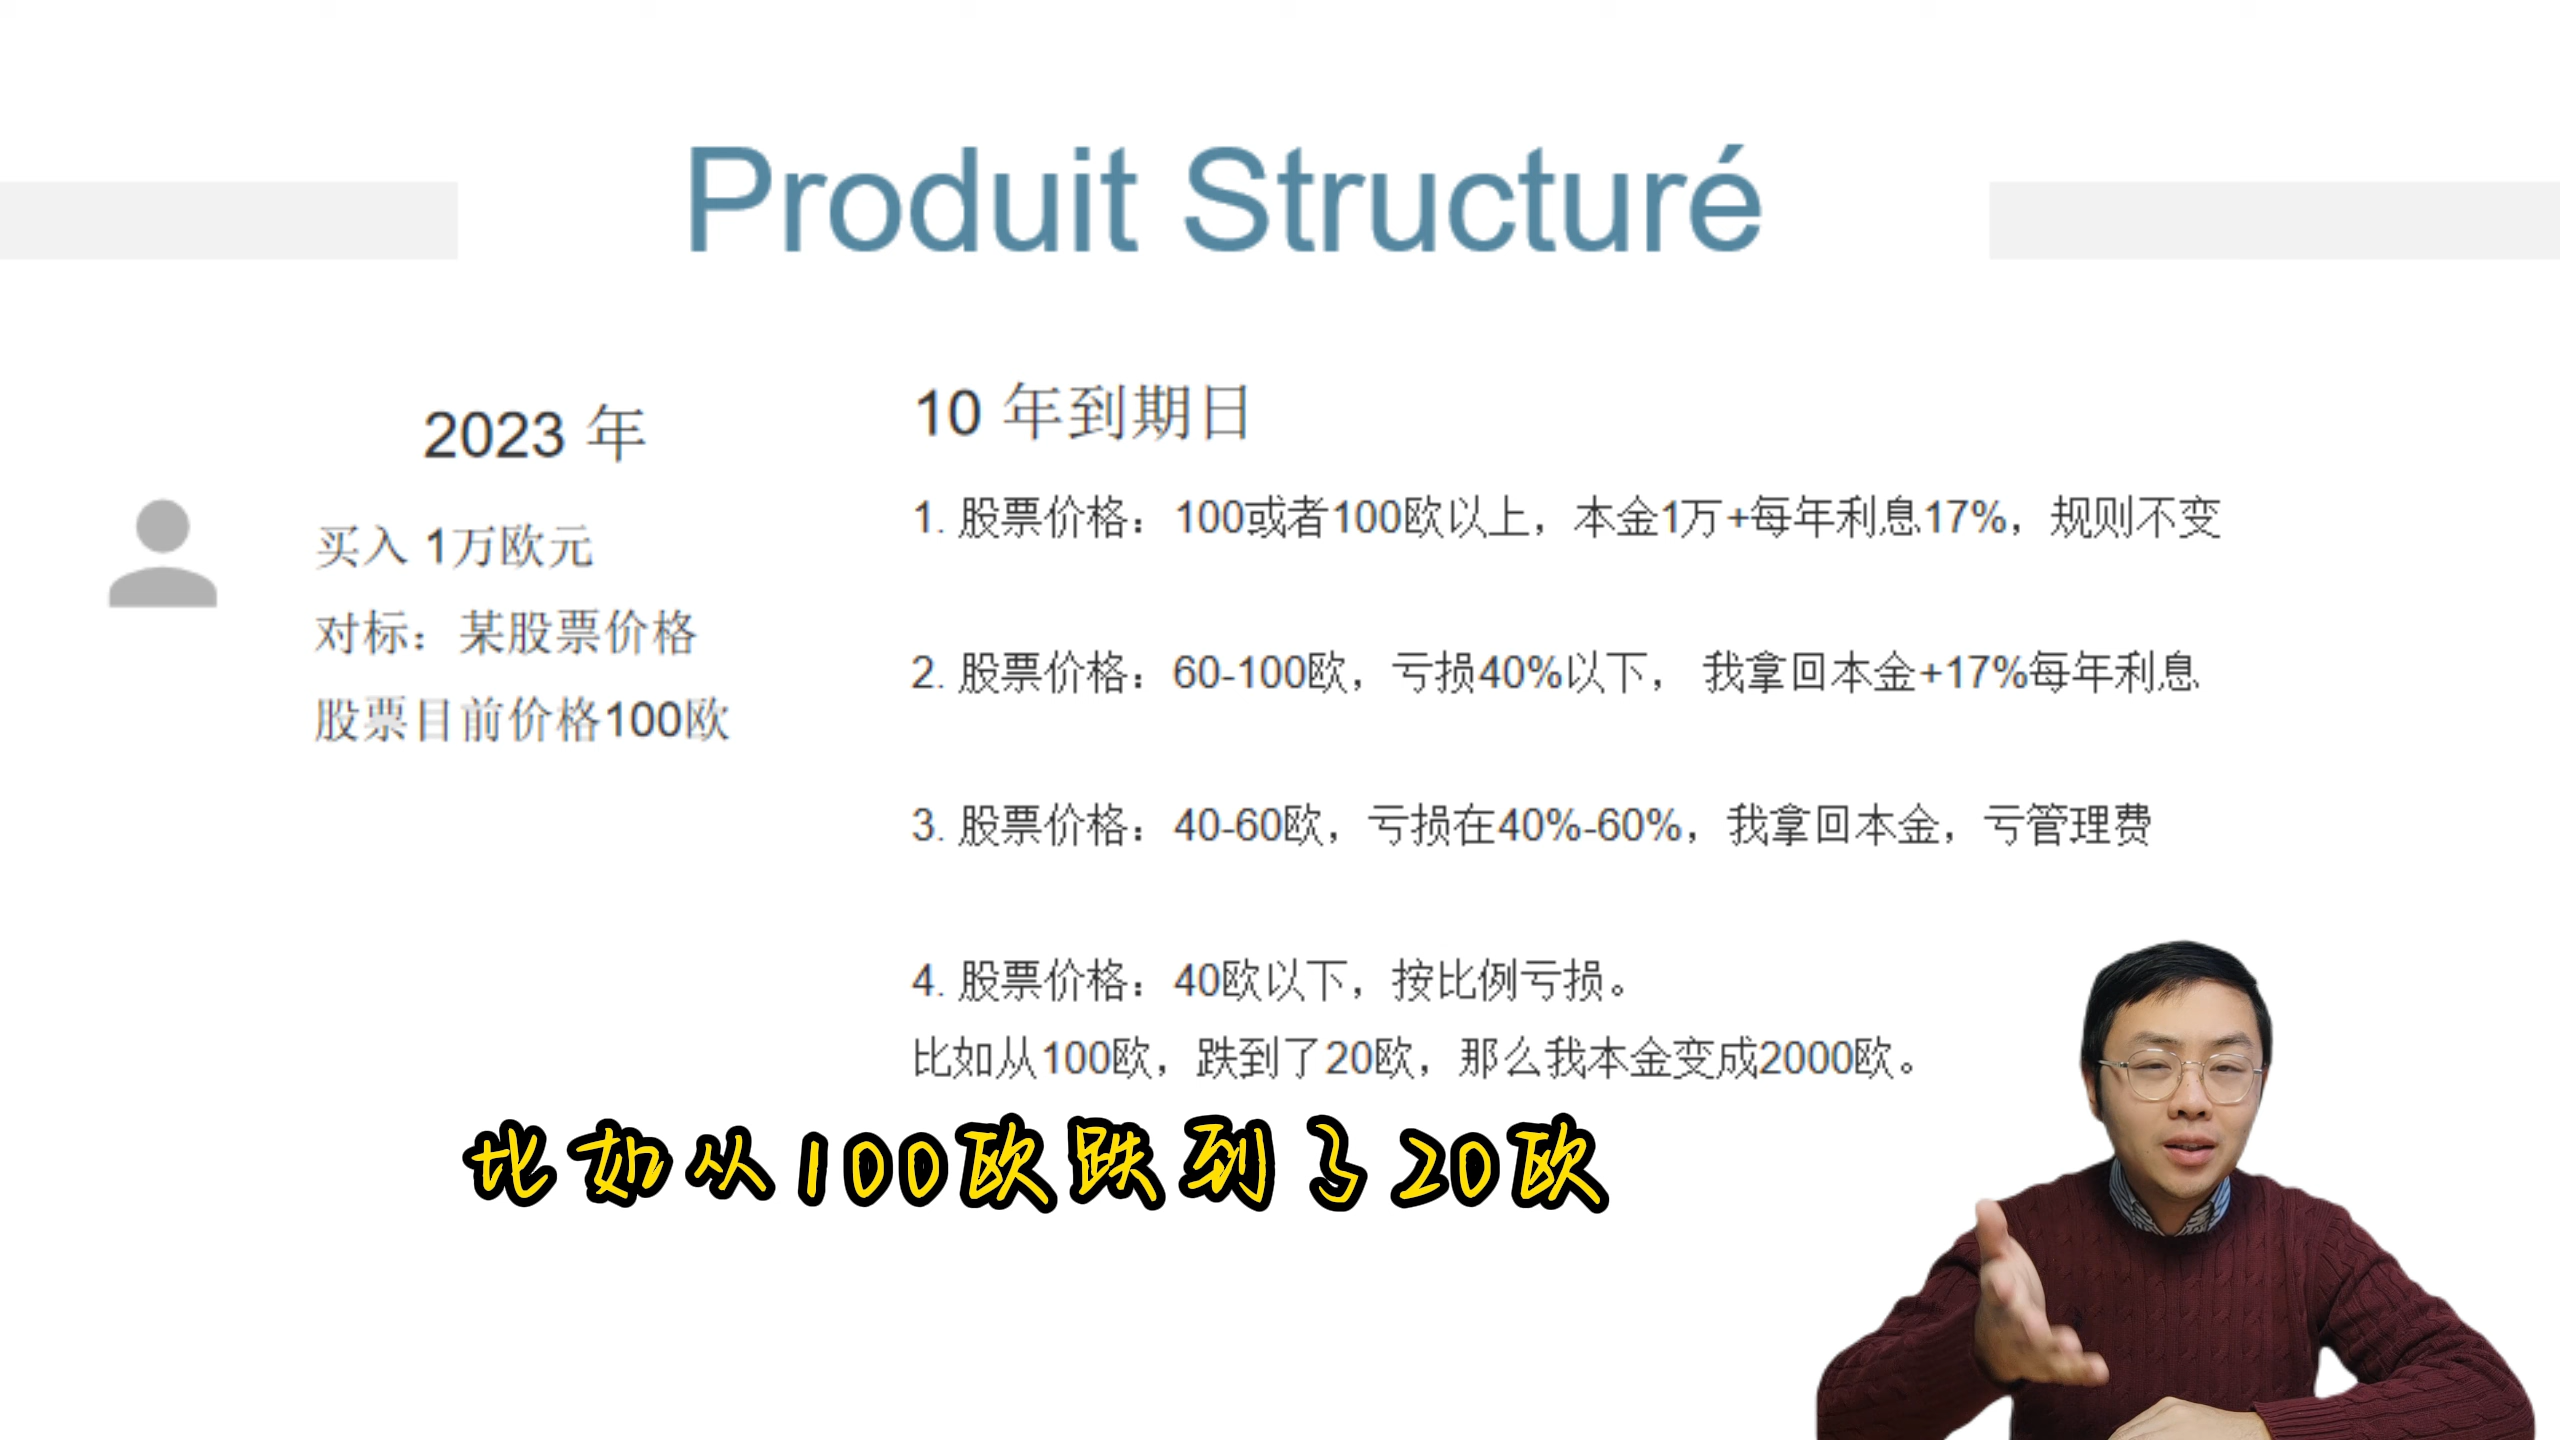 Produit Structuré
2023 年
买入 1万欧元
对标：某股票价格
股票目前价格100欧
10 年到期日
1. 股票价格：100或者100欧以上，本金1万+每年利息17%，规则不变
2. 股票价格：60-100欧，亏损40%以下， 我拿回本金+17%每年利息
3. 股票价格：40-60欧，亏损在40%-60%，我拿回本金，亏管理费
4. 股票价格：40欧以下，按比例亏损。
比如从100欧，跌到了20欧，那么我本金变成2000欧。
比如从100欧跌到了20欧